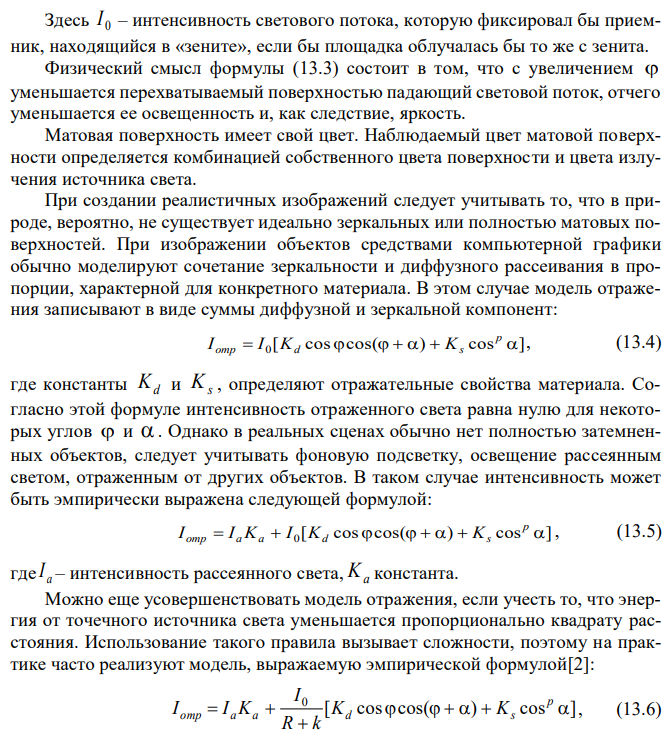 Здесь I₀ – интенсивность светового потока, которую фиксировал бы прием-
ник, находящийся в «зените», если бы площадка облучалась бы то же с зенита.
Физический смысл формулы (13.3) состоит в том, что с увеличением φ
уменьшается перехватываемый поверхностью падающий световой поток, отчего
уменьшается ее освещенность и, как следствие, яркость.
Матовая поверхность имеет свой цвет. Наблюдаемый цвет матовой поверх-
ности определяется комбинацией собственного цвета поверхности и цвета излу-
чения источника света.
При создании реалистичных изображений следует учитывать то, что в при-
роде, вероятно, не существует идеально зеркальных или полностью матовых по-
верхностей. При изображении объектов средствами компьютерной графики
обычно моделируют сочетание зеркальности и диффузного рассеивания в про-
порции, характерной для конкретного материала. В этом случае модель отраже-
ния записывают в виде суммы диффузной и зеркальной компонент:
I_отр = I₀[K_d cos φ cos(φ + α) + K_s cos^p α], (13.4)
где константы K_d и K_s, определяют отражательные свойства материала. Со-
гласно этой формуле интенсивность отраженного света равна нулю для некото-
рых углов φ и α. Однако в реальных сценах обычно нет полностью затемнен-
ных объектов, следует учитывать фоновую подсветку, освещение рассеянным
светом, отраженным от других объектов. В таком случае интенсивность может
быть эмпирически выражена следующей формулой:
I_отр = I_a K_a + I₀[K_d cos φ cos(φ + α) + K_s cos^p α], (13.5)
где I_a – интенсивность рассеянного света, K_a константа.
Можно еще усовершенствовать модель отражения, если учесть то, что энер-
гия от точечного источника света уменьшается пропорционально квадрату рас-
стояния. Использование такого правила вызывает сложности, поэтому на прак-
тике часто реализуют модель, выражаемую эмпирической формулой[2]:
I_отр = I_a K_a + I₀/(R + k) [K_d cos φ cos(φ + α) + K_s cos^p α], (13.6)